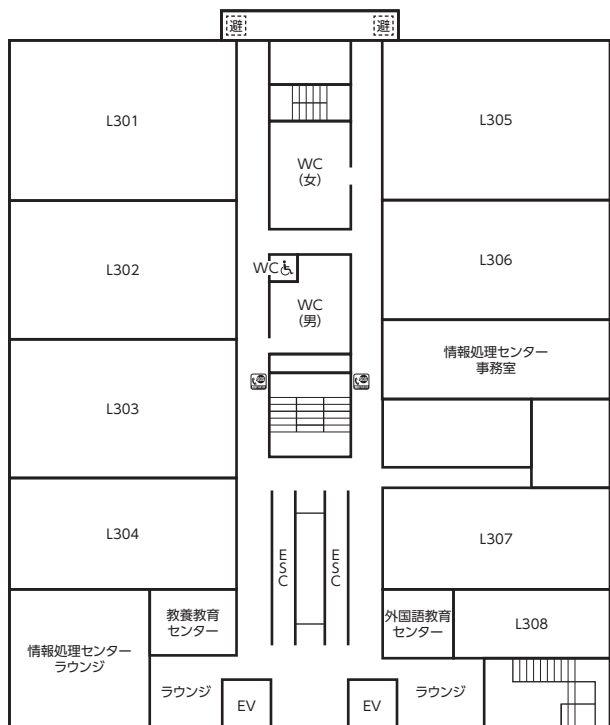 避
避
L301
L305
WC
(女)
L302
WC
L306
WC
(男)
情報処理センター
事務室
L303
L304
ESC
ESC
L307
教養教育
センター
外国語教育
センター
L308
情報処理センター
ラウンジ
ラウンジ
EV
EV
ラウンジ